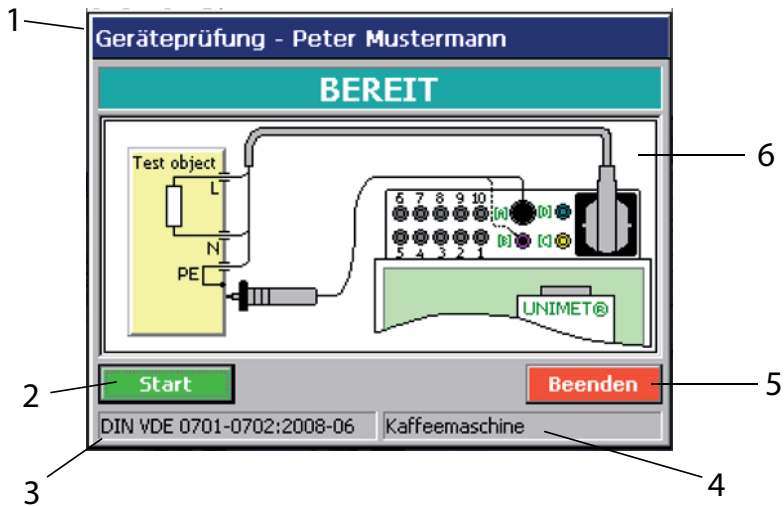 1
Geräteprüfung - Peter Mustermann
BEREIT
6
Test object
L
N
PE
6 7 8 9 10
[A]
[D]
[B]
[C]
5 4 3 2 1
UNIMET®
2
Start
Beenden
5
DIN VDE 0701-0702:2008-06
Kaffeemaschine
3
4